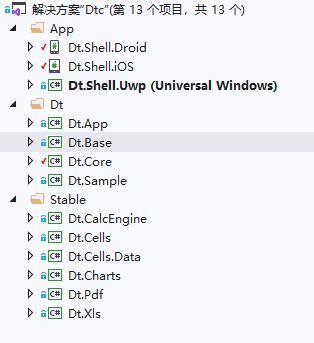 解决方案"Dtc"(第 13 个项目，共 13 个)
App
Dt.Shell.Droid
Dt.Shell.iOS
Dt.Shell.Uwp (Universal Windows)
Dt
Dt.App
Dt.Base
Dt.Core
Dt.Sample
Stable
Dt.CalcEngine
Dt.Cells
Dt.Cells.Data
Dt.Charts
Dt.Pdf
Dt.Xls